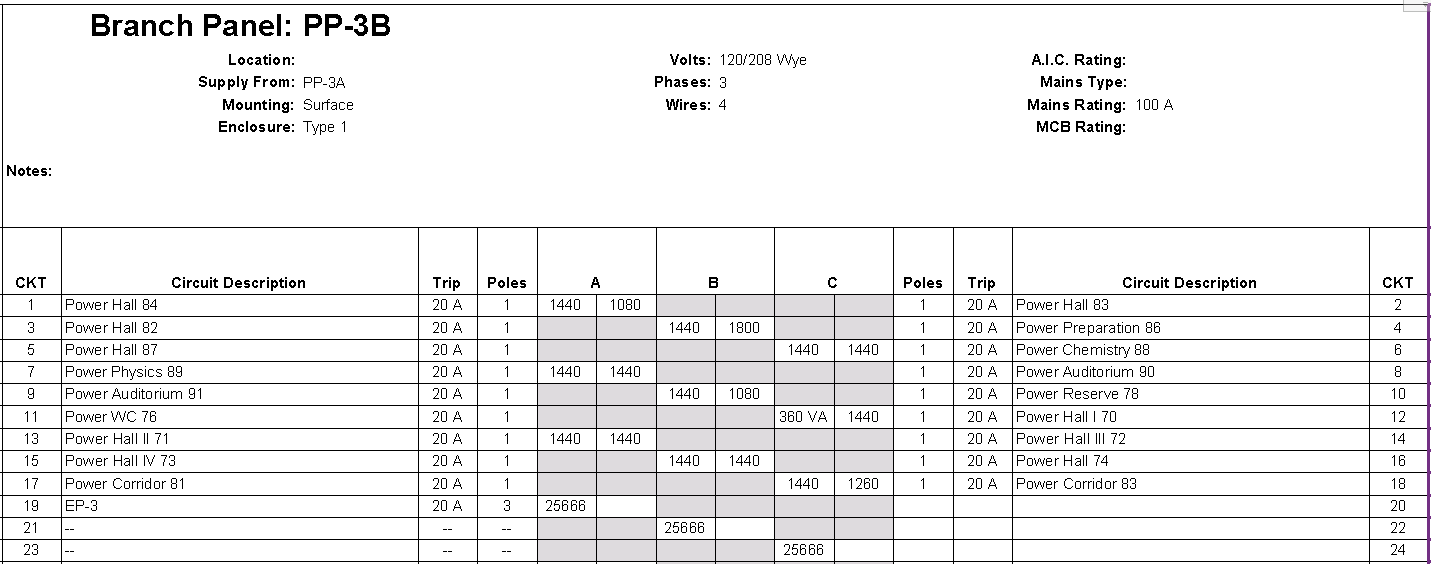 Branch Panel: PP-3B
Location: Volts: 120/208 Wye A.I.C. Rating:
Supply From: PP-3A Phases: 3 Mains Type:
Mounting: Surface Wires: 4 Mains Rating: 100 A
Enclosure: Type 1 MCB Rating:
Notes:
CKT Circuit Description Trip Poles A B C Poles Trip Circuit Description CKT
1 Power Hall 84 20 A 1 1440 1080 1 20 A Power Hall 83 2
3 Power Hall 82 20 A 1 1440 1800 1 20 A Power Preparation 86 4
5 Power Hall 87 20 A 1 1440 1440 1 20 A Power Chemistry 88 6
7 Power Physics 89 20 A 1 1440 1440 1 20 A Power Auditorium 90 8
9 Power Auditorium 91 20 A 1 1440 1080 1 20 A Power Reserve 78 10
11 Power WC 76 20 A 1 360 VA 1440 1 20 A Power Hall I 70 12
13 Power Hall II 71 20 A 1 1440 1440 1 20 A Power Hall III 72 14
15 Power Hall IV 73 20 A 1 1440 1440 1 20 A Power Hall 74 16
17 Power Corridor 81 20 A 1 1440 1260 1 20 A Power Corridor 83 18
19 EP-3 20 A 3 25666 20
21 -- -- -- 25666 22
23 -- -- -- 25666 24